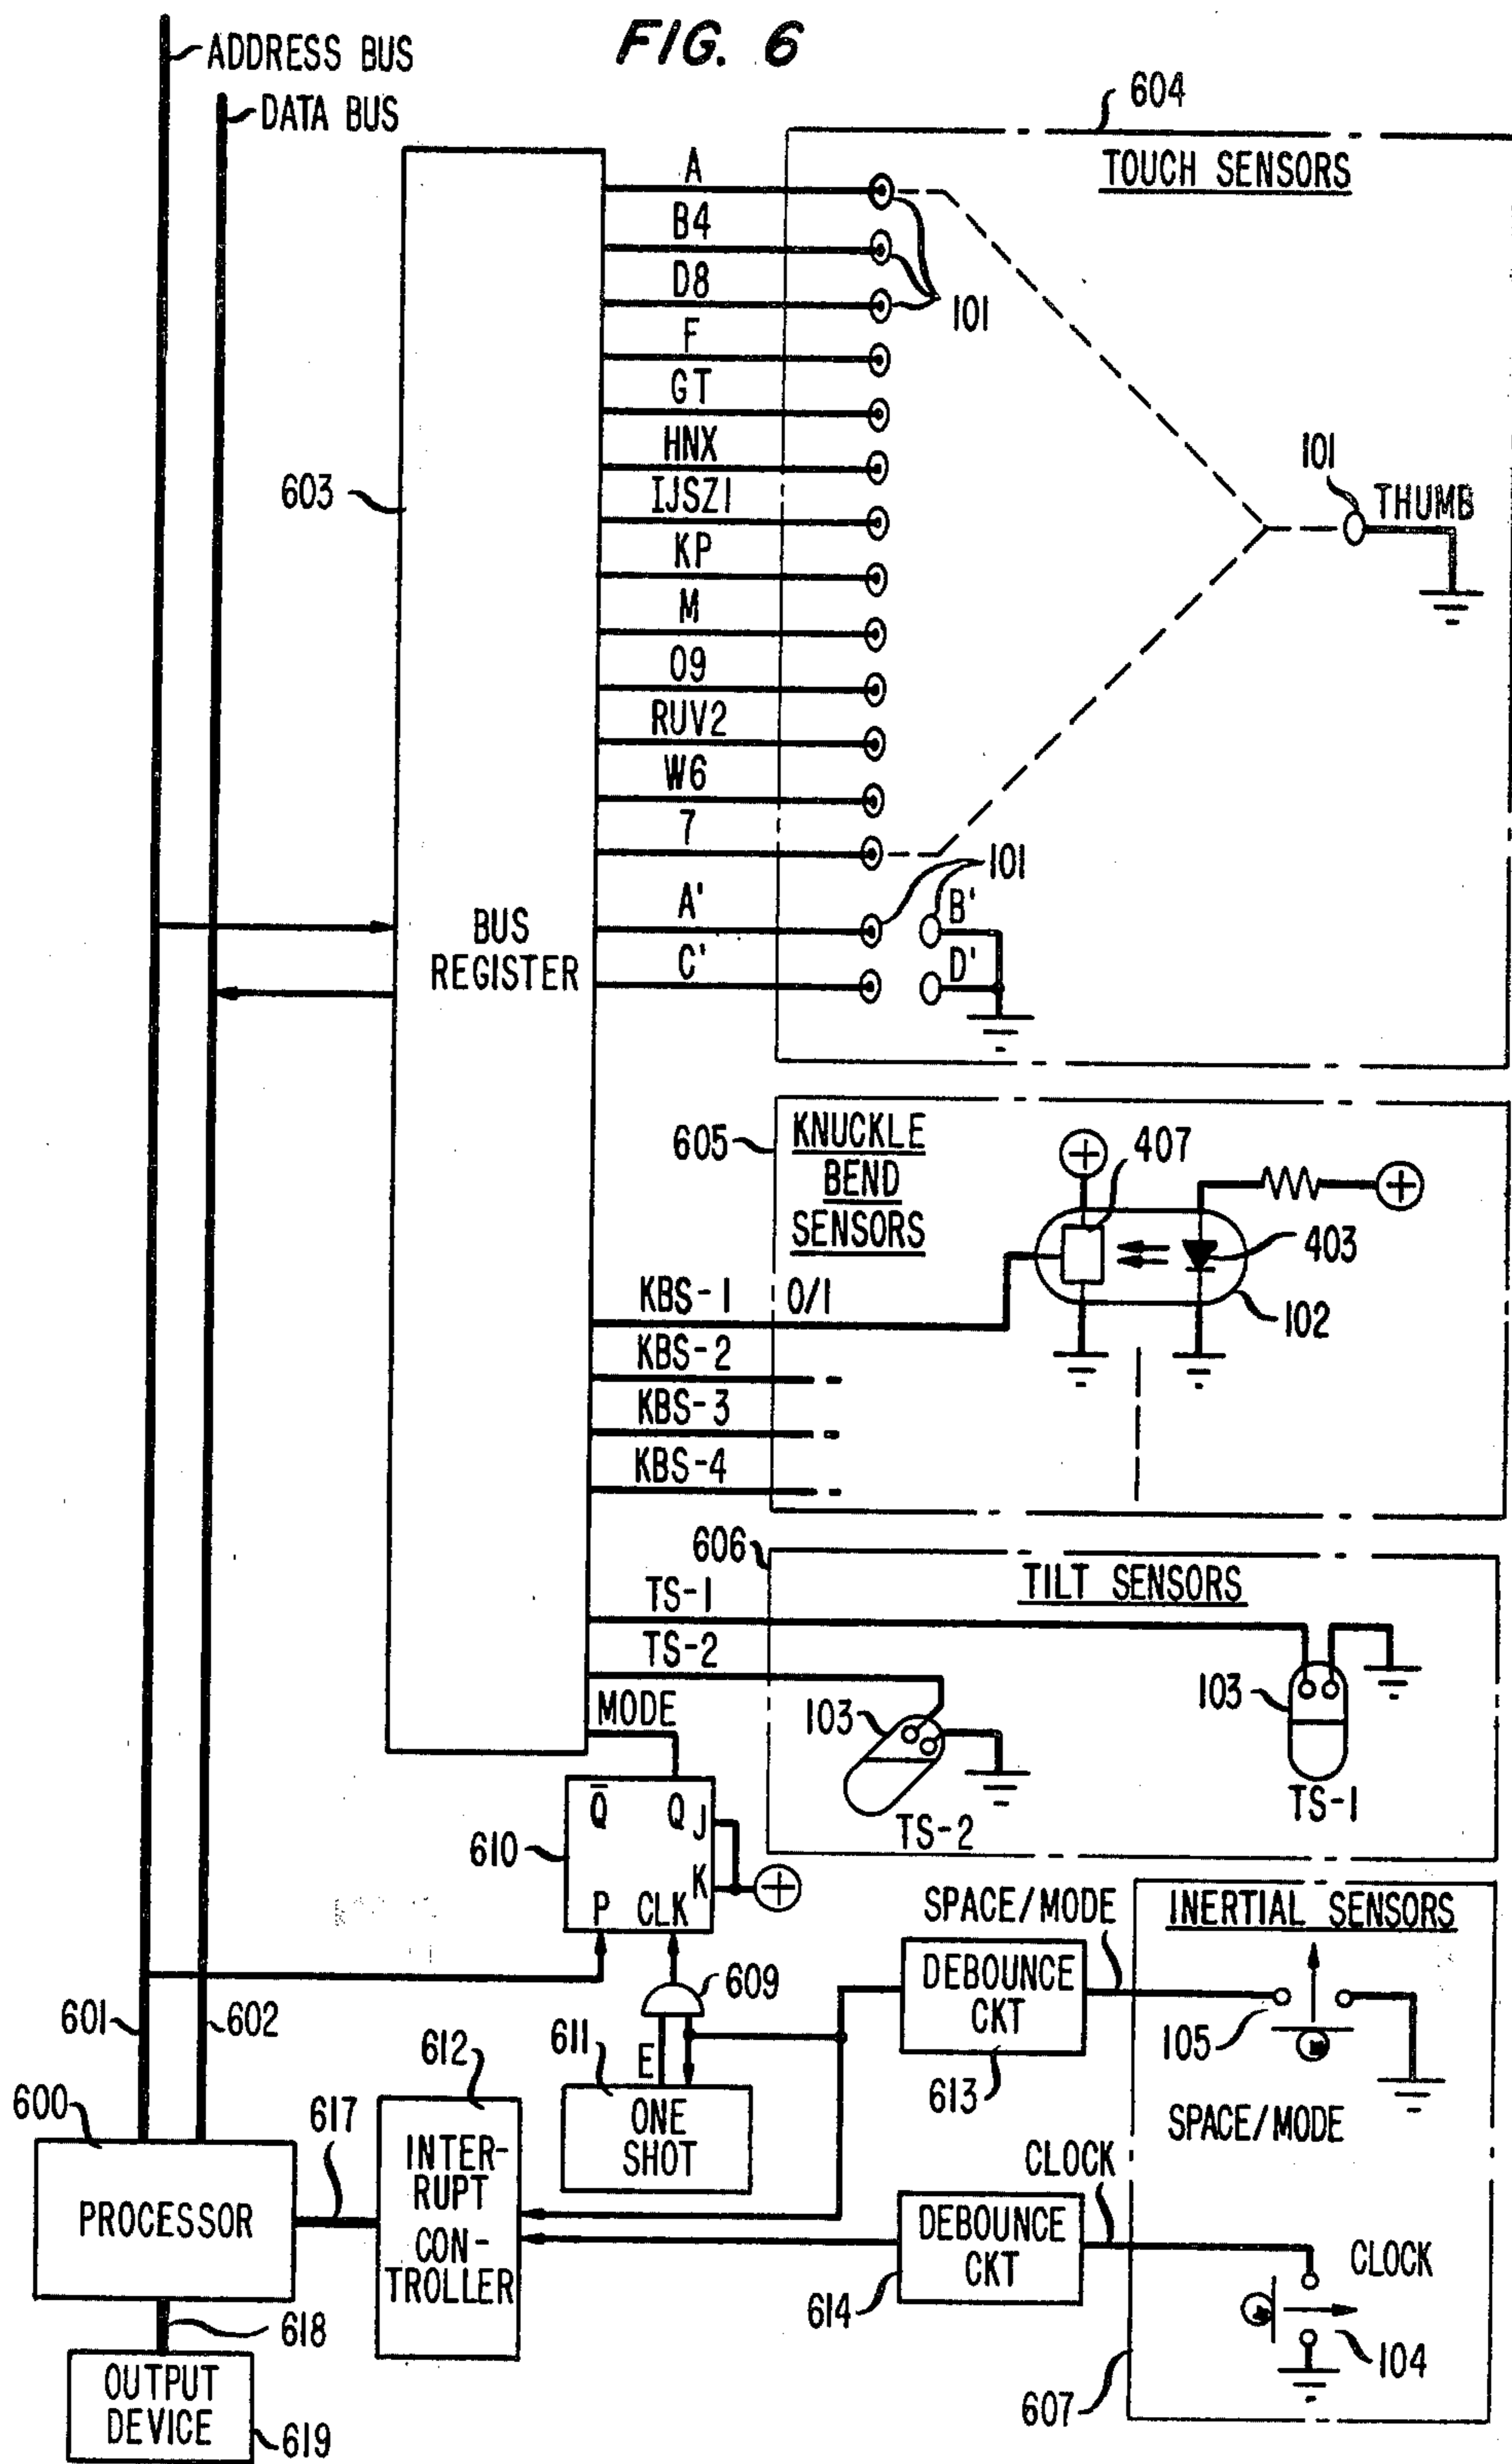 FIG. 6
ADDRESS BUS
DATA BUS
604
TOUCH SENSORS
A
B4
D8
101
F
GT
HNX
603
IJSZ1
101
THUMB
KP
M
09
RUV2
W6
7
101
A'
B'
BUS
REGISTER
C'
D'
605
KNUCKLE
BEND
SENSORS
407
403
102
KBS-1
0/1
KBS-2
KBS-3
KBS-4
606
TILT SENSORS
TS-1
TS-2
MODE
103
103
TS-1
TS-2
610
Q̄
Q
J
K
P
CLK
SPACE/MODE
INERTIAL SENSORS
DEBOUNCE
CKT
609
601
602
105
611
E
612
613
600
617
ONE
SHOT
SPACE/MODE
CLOCK
INTER-
RUPT
CON-
TROLLER
PROCESSOR
DEBOUNCE
CKT
CLOCK
614
618
104
OUTPUT
DEVICE
619
607